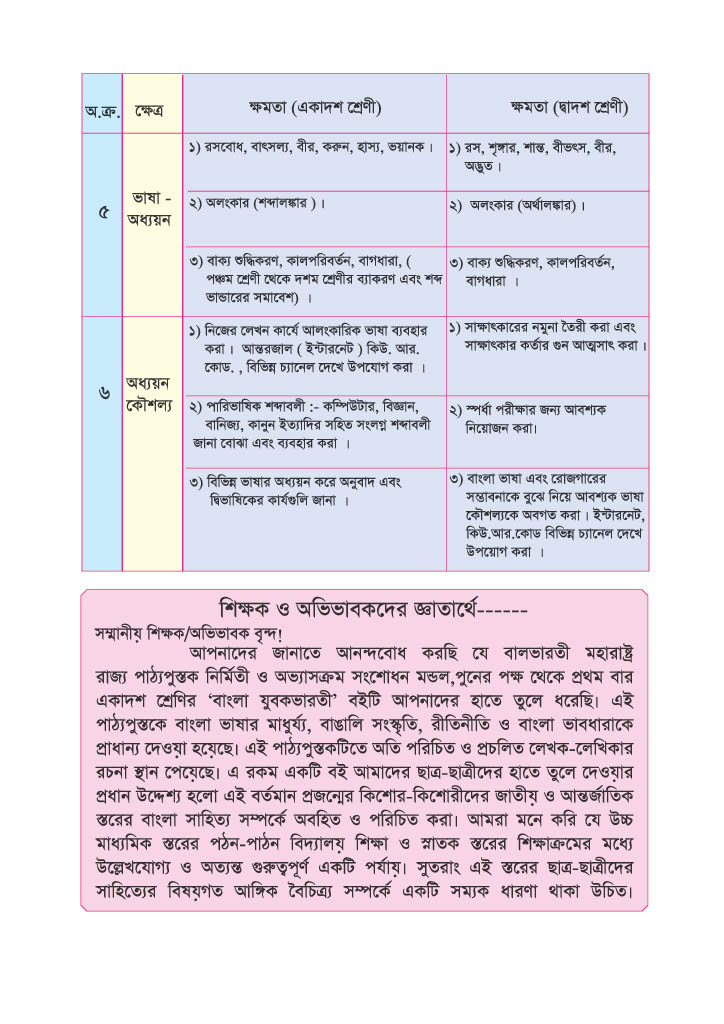 অ.ক্র. ক্ষেত্র ক্ষমতা (একাদশ শ্রেণী) ক্ষমতা (দ্বাদশ শ্রেণী)
৫
ভাষা -
অধ্যয়ন
১) রসবোধ, বাৎসল্য, বীর, করুন, হাস্য, ভয়ানক ।
১) রস, শৃঙ্গার, শান্ত, বীভৎস, বীর,
অদ্ভুত ।
২) অলংকার (শব্দালঙ্কার ) ।
২) অলংকার (অর্থালঙ্কার) ।
৩) বাক্য শুদ্ধিকরণ, কালপরিবর্তন, বাগধারা, (
পঞ্চম শ্রেণী থেকে দশম শ্রেণীর ব্যাকরণ এবং শব্দ
ভান্ডারের সমাবেশ) ।
৩) বাক্য শুদ্ধিকরণ, কালপরিবর্তন,
বাগধারা ।
৬
অধ্যয়ন
কৌশল্য
১) নিজের লেখন কার্যে আলংকারিক ভাষা ব্যবহার
করা । আন্তরজাল ( ইন্টারনেট ) কিউ. আর.
কোড. , বিভিন্ন চ্যানেল দেখে উপযোগ করা ।
১) সাক্ষাৎকারের নমুনা তৈরী করা এবং
সাক্ষাৎকার কর্তার গুন আত্মসাৎ করা ।
২) পারিভাষিক শব্দাবলী :- কম্পিউটার, বিজ্ঞান,
বানিজ্য, কানুন ইত্যাদির সহিত সংলগ্ন শব্দাবলী
জানা বোঝা এবং ব্যবহার করা ।
২) স্পর্ধা পরীক্ষার জন্য আবশ্যক
নিয়োজন করা।
৩) বিভিন্ন ভাষার অধ্যয়ন করে অনুবাদ এবং
দ্বিভাষিকের কার্যগুলি জানা ।
৩) বাংলা ভাষা এবং রোজগারের
সম্ভাবনাকে বুঝে নিয়ে আবশ্যক ভাষা
কৌশল্যকে অবগত করা । ইন্টারনেট,
কিউ.আর.কোড বিভিন্ন চ্যানেল দেখে
উপয়োগ করা ।
শিক্ষক ও অভিভাবকদের জ্ঞাতার্থে------
সম্মানীয় শিক্ষক/অভিভাবক বৃন্দ!
আপনাদের জানাতে আনন্দবোধ করছি যে বালভারতী মহারাষ্ট্র
রাজ্য পাঠ্যপুস্তক নির্মিতী ও অভ্যাসক্রম সংশোধন মন্ডল,পুনের পক্ষ থেকে প্রথম বার
একাদশ শ্রেণির ‘বাংলা যুবকভারতী’ বইটি আপনাদের হাতে তুলে ধরেছি। এই
পাঠ্যপুস্তকে বাংলা ভাষার মাধুর্য্য, বাঙালি সংস্কৃতি, রীতিনীতি ও বাংলা ভাবধারাকে
প্রাধান্য দেওয়া হয়েছে। এই পাঠ্যপুস্তকটিতে অতি পরিচিত ও প্রচলিত লেখক-লেখিকার
রচনা স্থান পেয়েছে। এ রকম একটি বই আমাদের ছাত্র-ছাত্রীদের হাতে তুলে দেওয়ার
প্রধান উদ্দেশ্য হলো এই বর্তমান প্রজন্মের কিশোর-কিশোরীদের জাতীয় ও আন্তর্জাতিক
স্তরের বাংলা সাহিত্য সম্পর্কে অবহিত ও পরিচিত করা। আমরা মনে করি যে উচ্চ
মাধ্যমিক স্তরের পঠন-পাঠন বিদ্যালয় শিক্ষা ও স্নাতক স্তরের শিক্ষাক্রমের মধ্যে
উল্লেখযোগ্য ও অত্যন্ত গুরুত্বপূর্ণ একটি পর্যায়। সুতরাং এই স্তরের ছাত্র-ছাত্রীদের
সাহিত্যের বিষয়গত আঙ্গিক বৈচিত্র্য সম্পর্কে একটি সম্যক ধারণা থাকা উচিত।